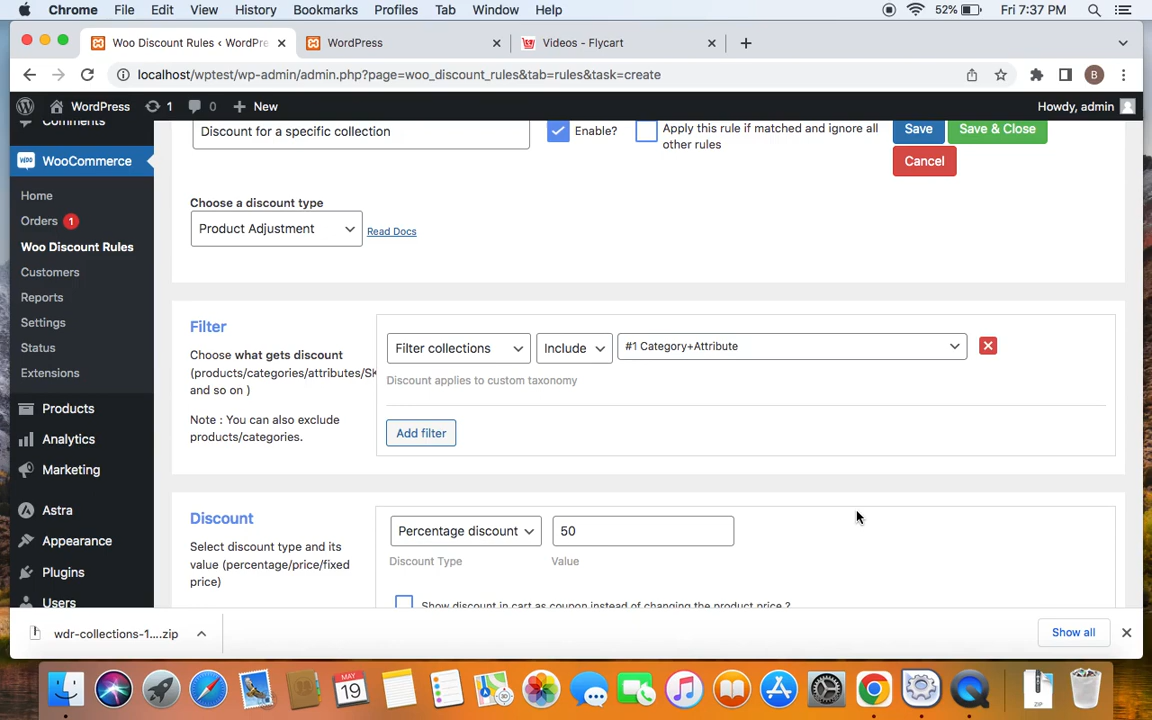 Chrome File Edit View History Bookmarks Profiles Tab Window Help 52% Fri 7:37 PM
Woo Discount Rules ‹ WordPre WordPress Videos - Flycart
localhost/wptest/wp-admin/admin.php?page=woo_discount_rules&tab=rules&task=create B
WordPress 1 0 New Howdy, admin
Comments
WooCommerce
Home
Orders 1
Woo Discount Rules
Customers
Reports
Settings
Status
Extensions
Products
Analytics
Marketing
Astra
Appearance
Plugins
Users
Discount for a specific collection
Enable?
Apply this rule if matched and ignore all
other rules
Save Save & Close
Cancel
Choose a discount type
Product Adjustment Read Docs
Filter
Choose what gets discount
(products/categories/attributes/SK
and so on )
Note : You can also exclude
products/categories.
Filter collections Include #1 Category+Attribute
Discount applies to custom taxonomy
Add filter
Discount
Select discount type and its
value (percentage/price/fixed
price)
Percentage discount 50
Discount Type Value
Show discount in cart as coupon instead of changing the product price ?
wdr-collections-1....zip Show all
MAY
19
ZIP